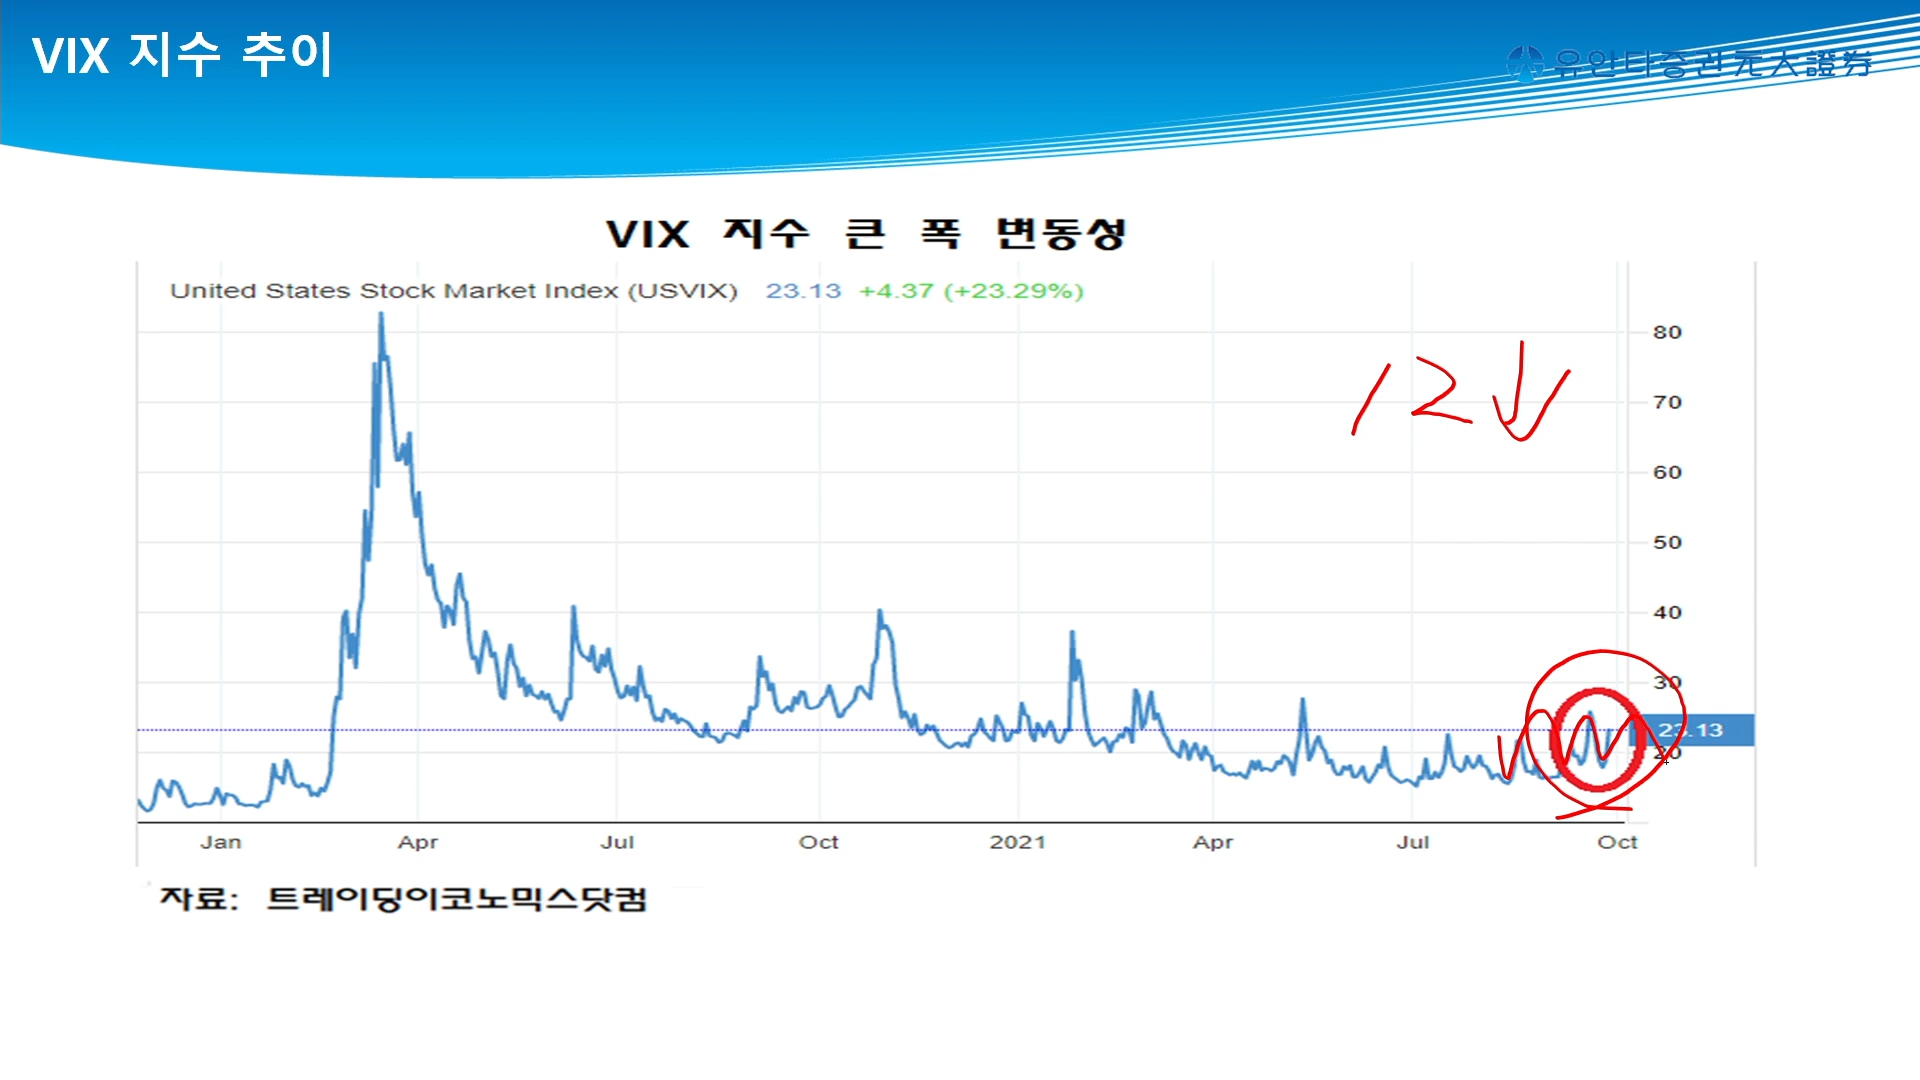 VIX 지수 추이
유안타증권 元大證券
VIX 지수 큰 폭 변동성
United States Stock Market Index (USVIX) 23.13 +4.37 (+23.29%)
80
70
12↓
60
50
40
30
23.13
20
Jan Apr Jul Oct 2021 Apr Jul Oct
자료: 트레이딩이코노믹스닷컴